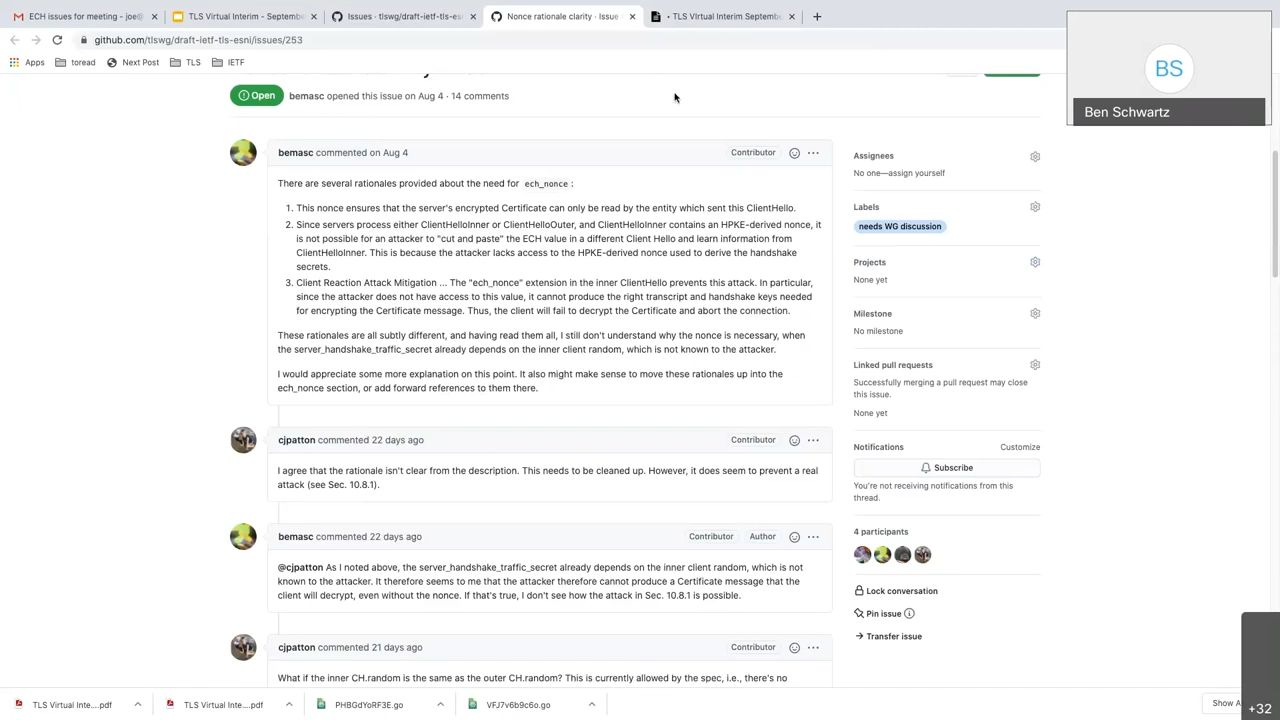 ECH issues for meeting - joe@
TLS Virtual Interim - Septembe
Issues · tlswg/draft-ietf-tls-es
Nonce rationale clarity · Issue
• TLS VIrtual Interim Septemb
github.com/tlswg/draft-ietf-tls-esni/issues/253
Apps
toread
Next Post
TLS
IETF
BS
Ben Schwartz
Open
bemasc opened this issue on Aug 4 · 14 comments
bemasc commented on Aug 4
Contributor
There are several rationales provided about the need for ech_nonce :
1. This nonce ensures that the server's encrypted Certificate can only be read by the entity which sent this ClientHello.
2. Since servers process either ClientHelloInner or ClientHelloOuter, and ClientHelloInner contains an HPKE-derived nonce, it
is not possible for an attacker to "cut and paste" the ECH value in a different Client Hello and learn information from
ClientHelloInner. This is because the attacker lacks access to the HPKE-derived nonce used to derive the handshake
secrets.
3. Client Reaction Attack Mitigation ... The "ech_nonce" extension in the inner ClientHello prevents this attack. In particular,
since the attacker does not have access to this value, it cannot produce the right transcript and handshake keys needed
for encrypting the Certificate message. Thus, the client will fail to decrypt the Certificate and abort the connection.
These rationales are all subtly different, and having read them all, I still don't understand why the nonce is necessary, when
the server_handshake_traffic_secret already depends on the inner client random, which is not known to the attacker.
I would appreciate some more explanation on this point. It also might make sense to move these rationales up into the
ech_nonce section, or add forward references to them there.
cjpatton commented 22 days ago
Contributor
I agree that the rationale isn't clear from the description. This needs to be cleaned up. However, it does seem to prevent a real
attack (see Sec. 10.8.1).
bemasc commented 22 days ago
Contributor
Author
@cjpatton As I noted above, the server_handshake_traffic_secret already depends on the inner client random, which is not
known to the attacker. It therefore seems to me that the attacker therefore cannot produce a Certificate message that the
client will decrypt, even without the nonce. If that's true, I don't see how the attack in Sec. 10.8.1 is possible.
cjpatton commented 21 days ago
Contributor
What if the inner CH.random is the same as the outer CH.random? This is currently allowed by the spec, i.e., there's no
Assignees
No one—assign yourself
Labels
needs WG discussion
Projects
None yet
Milestone
No milestone
Linked pull requests
Successfully merging a pull request may close
this issue.
None yet
Notifications
Customize
Subscribe
You're not receiving notifications from this
thread.
4 participants
Lock conversation
Pin issue
Transfer issue
TLS Virtual Inte....pdf
TLS Virtual Inte....pdf
PHBGdYoRF3E.go
VFJ7v6b9c6o.go
Show A
+32